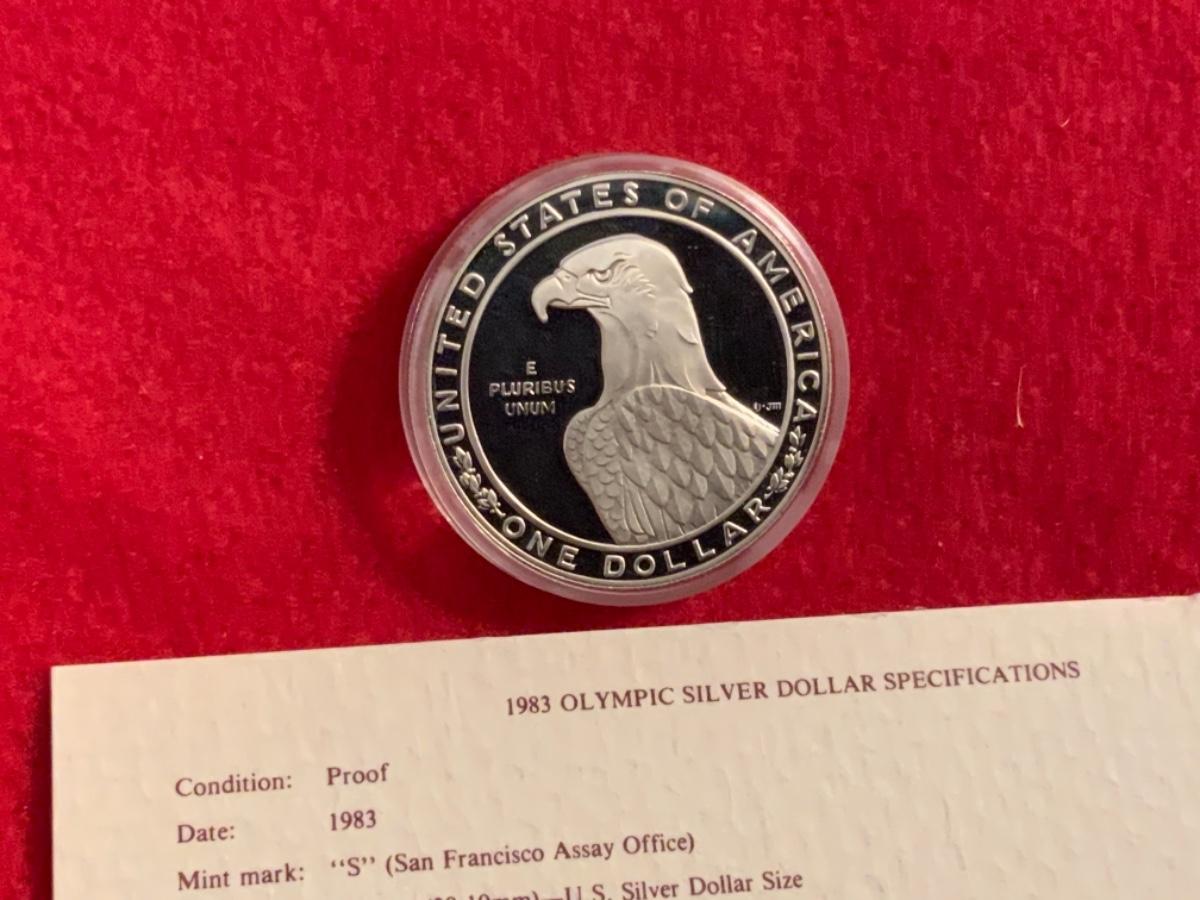 UNITED STATES OF AMERICA
E
PLURIBUS
UNUM
ONE DOLLAR
1983 OLYMPIC SILVER DOLLAR SPECIFICATIONS
Condition: Proof
Date: 1983
Mint mark: “S” (San Francisco Assay Office)
mm)—U.S. Silver Dollar Size